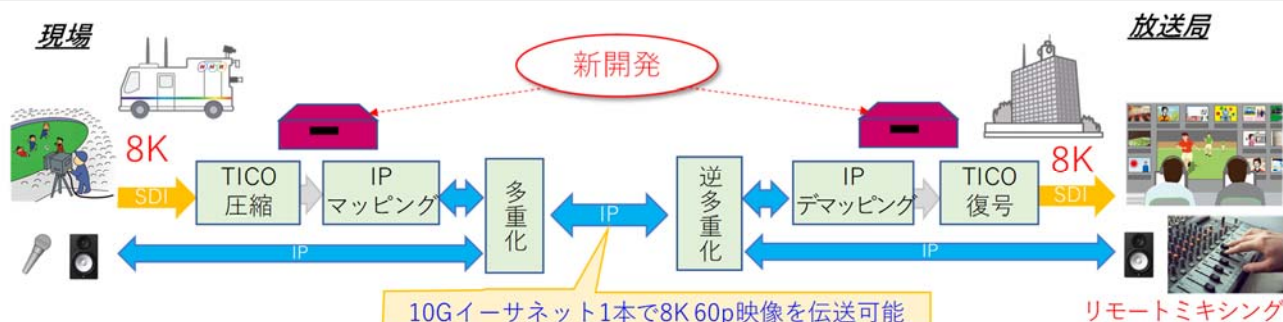 現場
放送局
新開発
8K
8K
SDI
TICO
圧縮
IP
マッピング
多重化
IP
逆多重化
IP
デマッピング
TICO
復号
SDI
IP
IP
10Gイーサネット1本で8K 60p映像を伝送可能
リモートミキシング